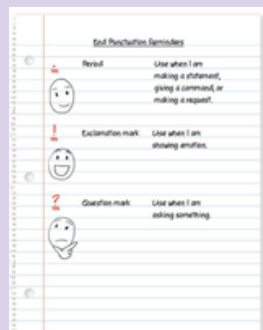 End Punctuation Reminders
.
Period
Use when I am
making a statement,
giving a command, or
making a request.
!
Exclamation mark
Use when I am
showing emotion.
?
Question mark
Use when I am
asking something.